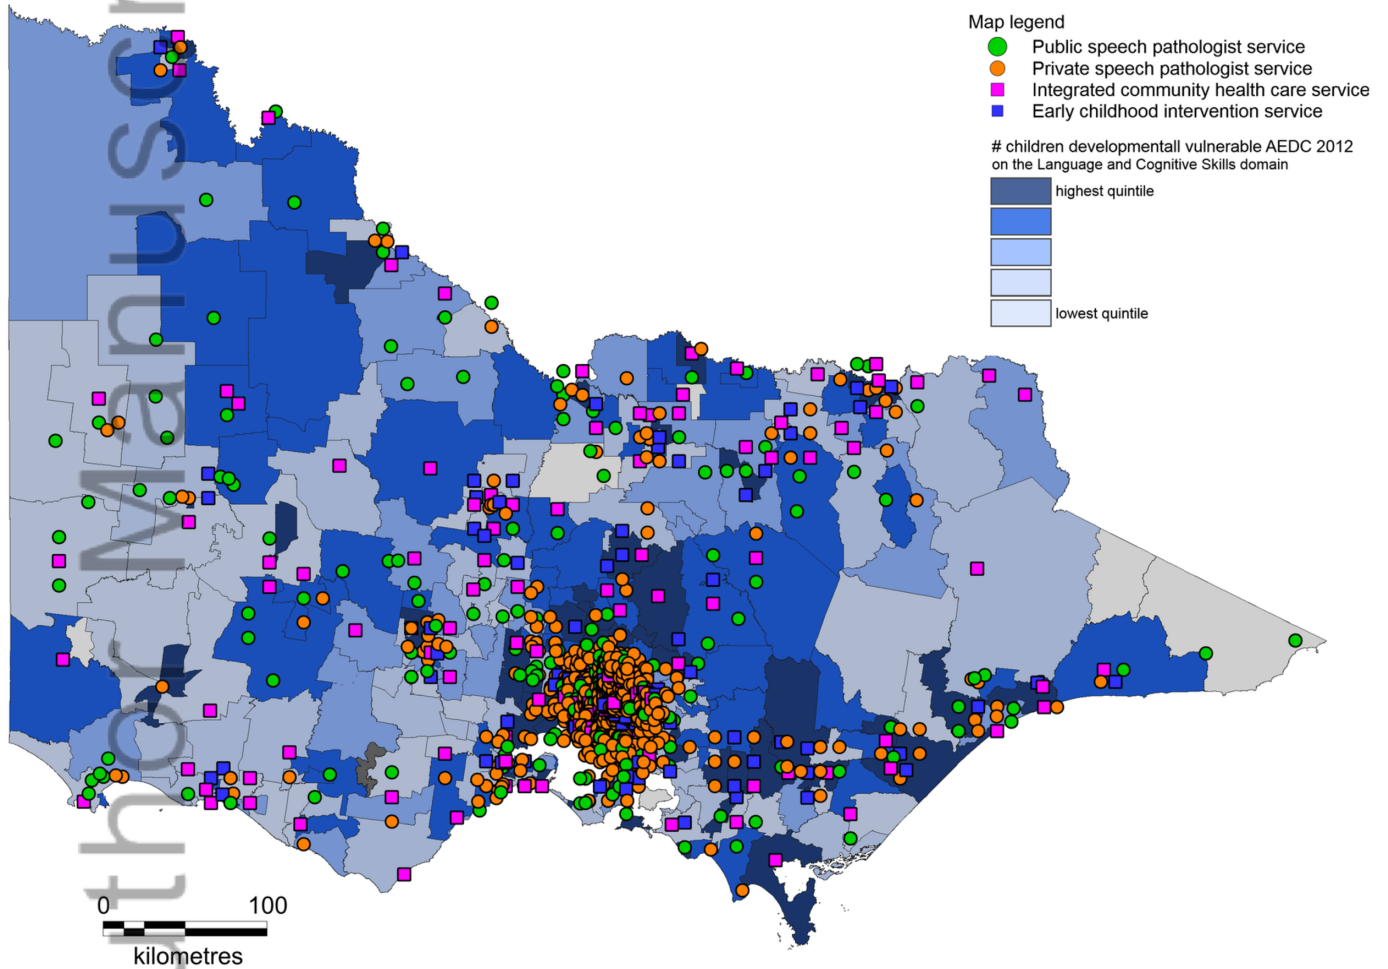 Map legend
Public speech pathologist service
Private speech pathologist service
Integrated community health care service
Early childhood intervention service
# children developmentall vulnerable AEDC 2012
on the Language and Cognitive Skills domain
highest quintile
lowest quintile
0 100
kilometres
uthor Manuscr